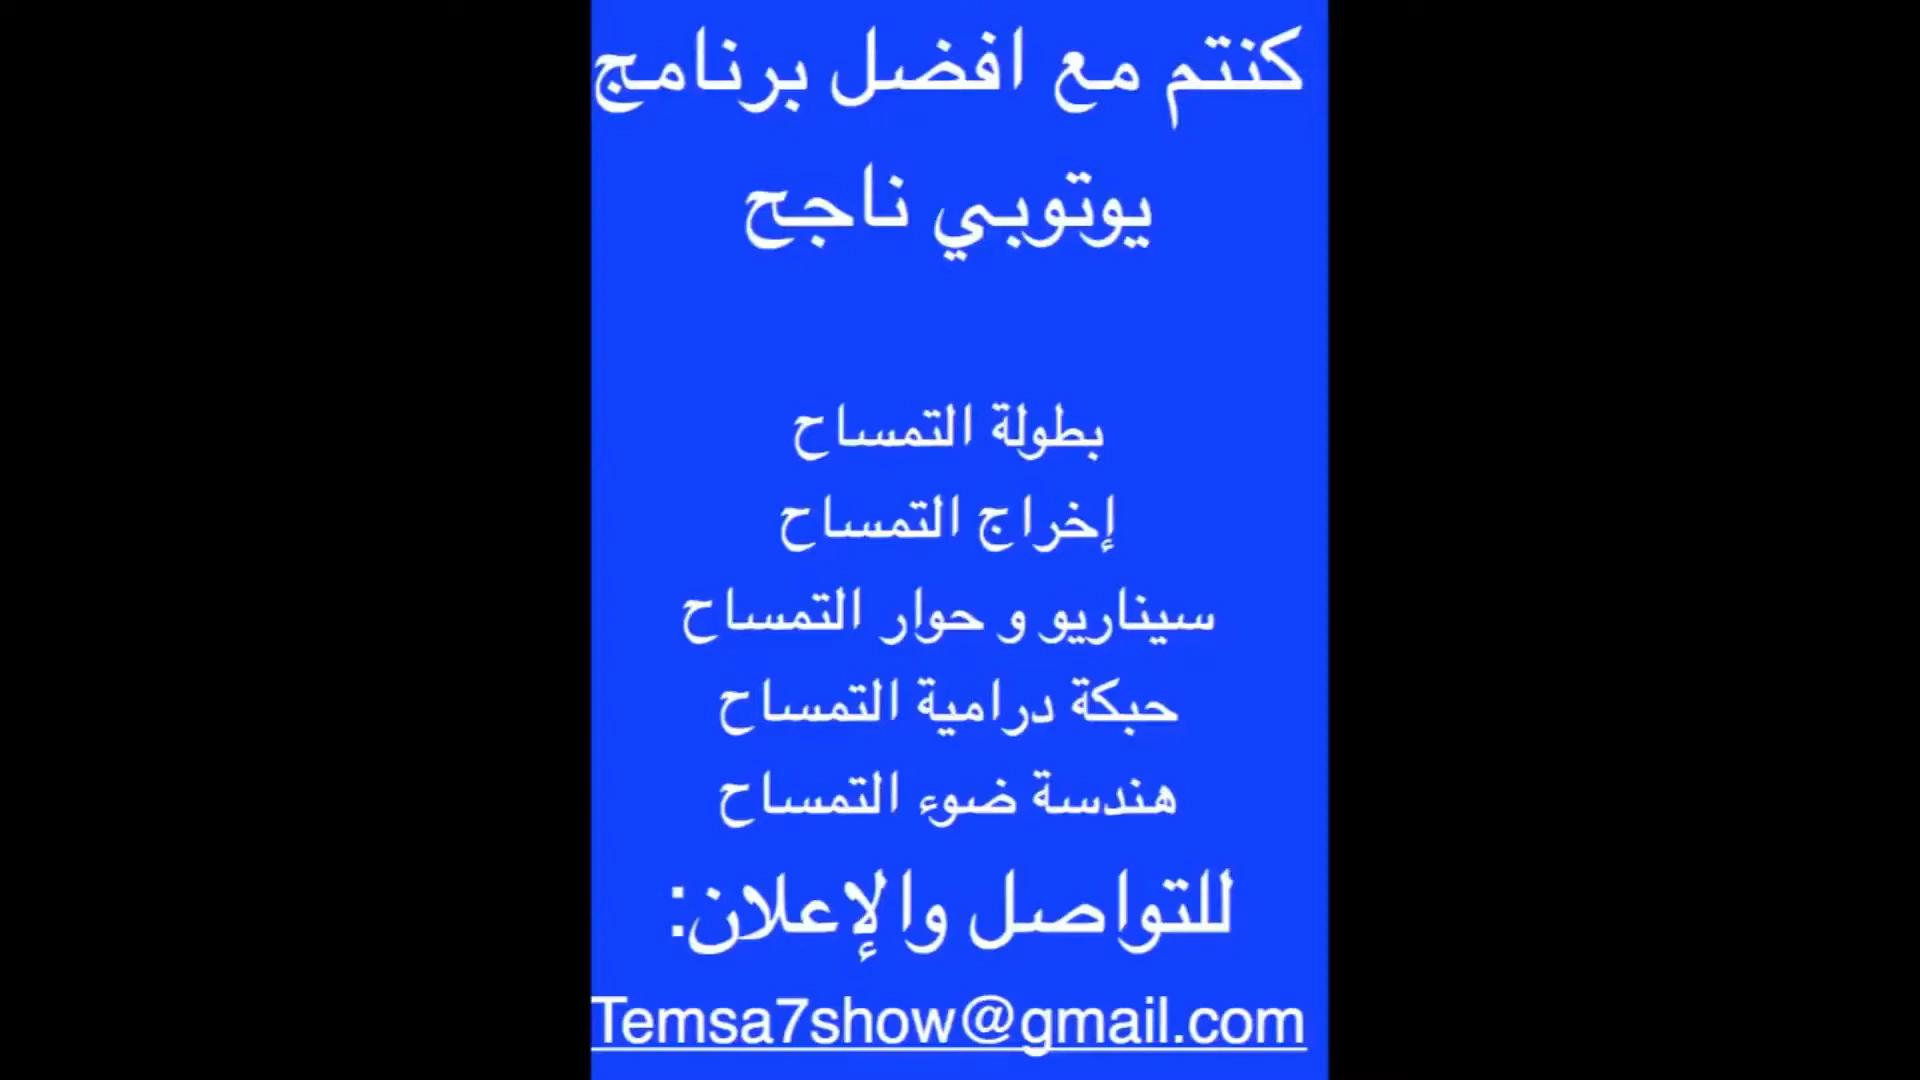 كنتم مع افضل برنامج
يوتوبي ناجح
بطولة التمساح
إخراج التمساح
سيناريو و حوار التمساح
حبكة درامية التمساح
هندسة ضوء التمساح
للتواصل والإعلان:
Temsa7show@gmail.com